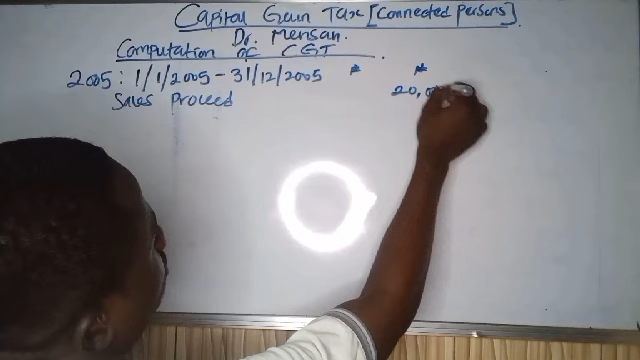 Capital Gain Tax [Connected Persons]
Dr. Mensah.
Computation of CGT.
2005: 1/1/2005 - 31/12/2005 # #
Sales Proceed 20,0